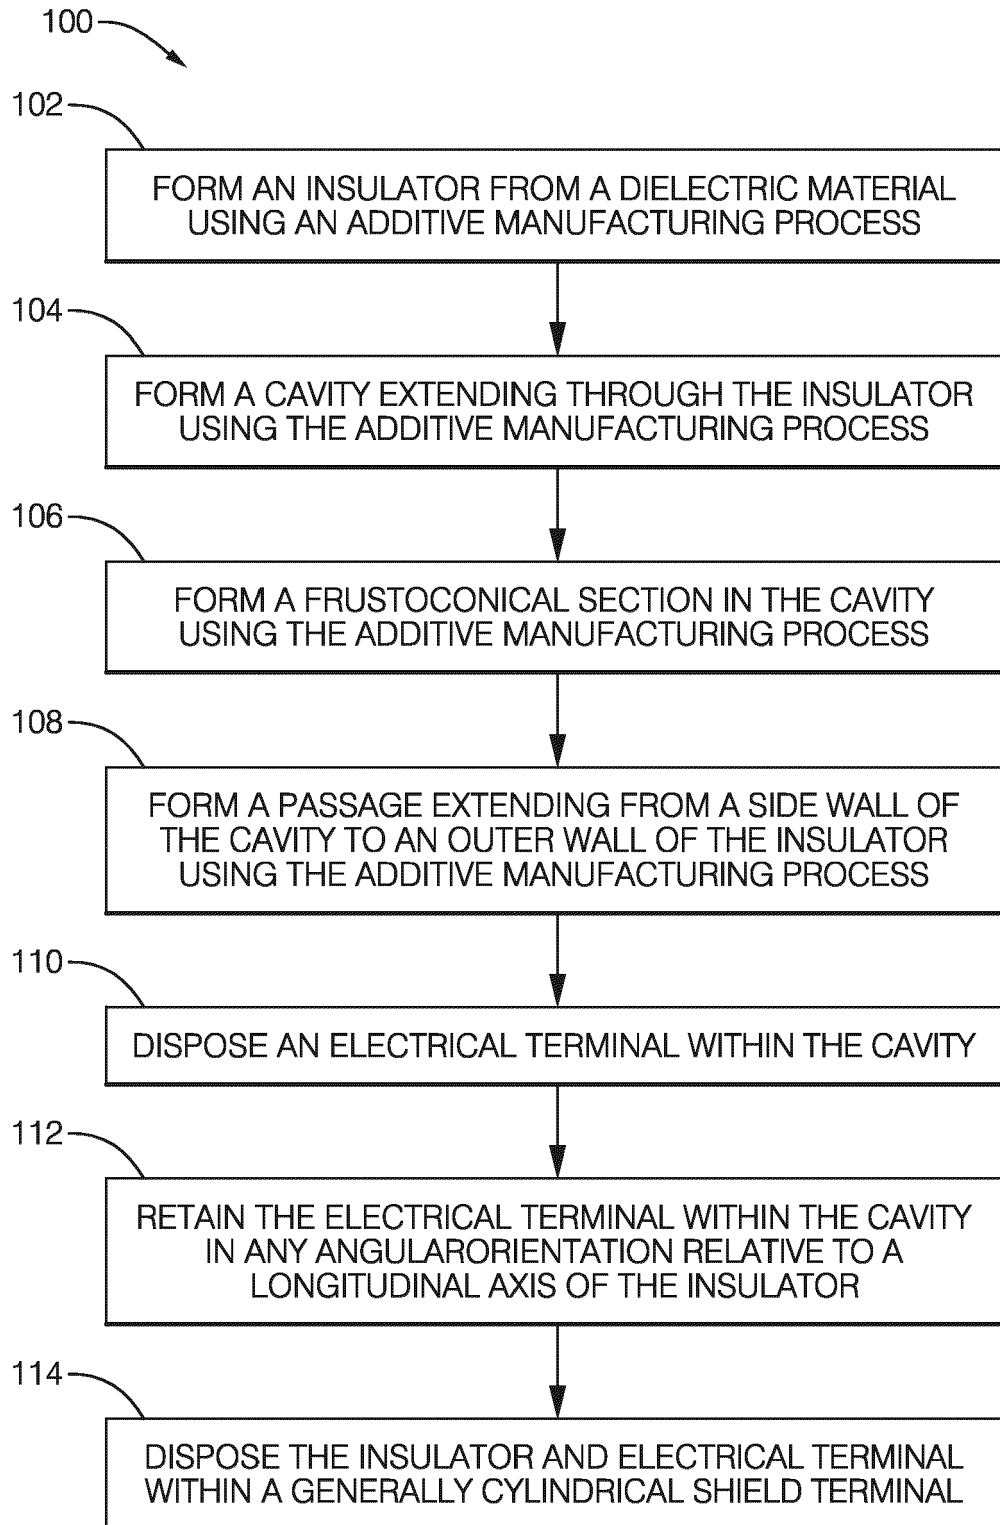 100
102
FORM AN INSULATOR FROM A DIELECTRIC MATERIAL
USING AN ADDITIVE MANUFACTURING PROCESS
104
FORM A CAVITY EXTENDING THROUGH THE INSULATOR
USING THE ADDITIVE MANUFACTURING PROCESS
106
FORM A FRUSTOCONICAL SECTION IN THE CAVITY
USING THE ADDITIVE MANUFACTURING PROCESS
108
FORM A PASSAGE EXTENDING FROM A SIDE WALL OF
THE CAVITY TO AN OUTER WALL OF THE INSULATOR
USING THE ADDITIVE MANUFACTURING PROCESS
110
DISPOSE AN ELECTRICAL TERMINAL WITHIN THE CAVITY
112
RETAIN THE ELECTRICAL TERMINAL WITHIN THE CAVITY
IN ANY ANGULARORIENTATION RELATIVE TO A
LONGITUDINAL AXIS OF THE INSULATOR
114
DISPOSE THE INSULATOR AND ELECTRICAL TERMINAL
WITHIN A GENERALLY CYLINDRICAL SHIELD TERMINAL